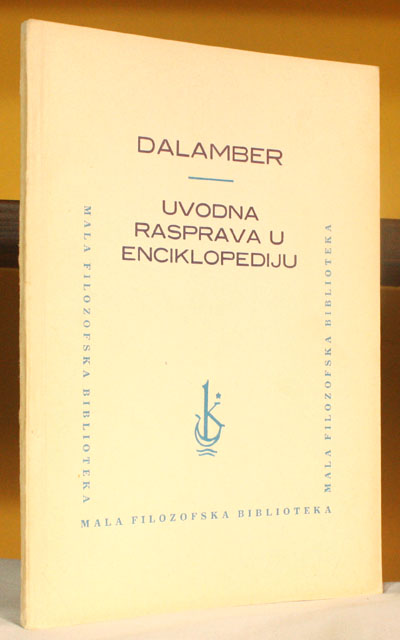 DALAMBER
UVODNA
RASPRAVA U
ENCIKLOPEDIJU
MALA FILOZOFSKA BIBLIOTEKA
MALA FILOZOFSKA BIBLIOTEKA
k
MALA FILOZOFSKA BIBLIOTEKA